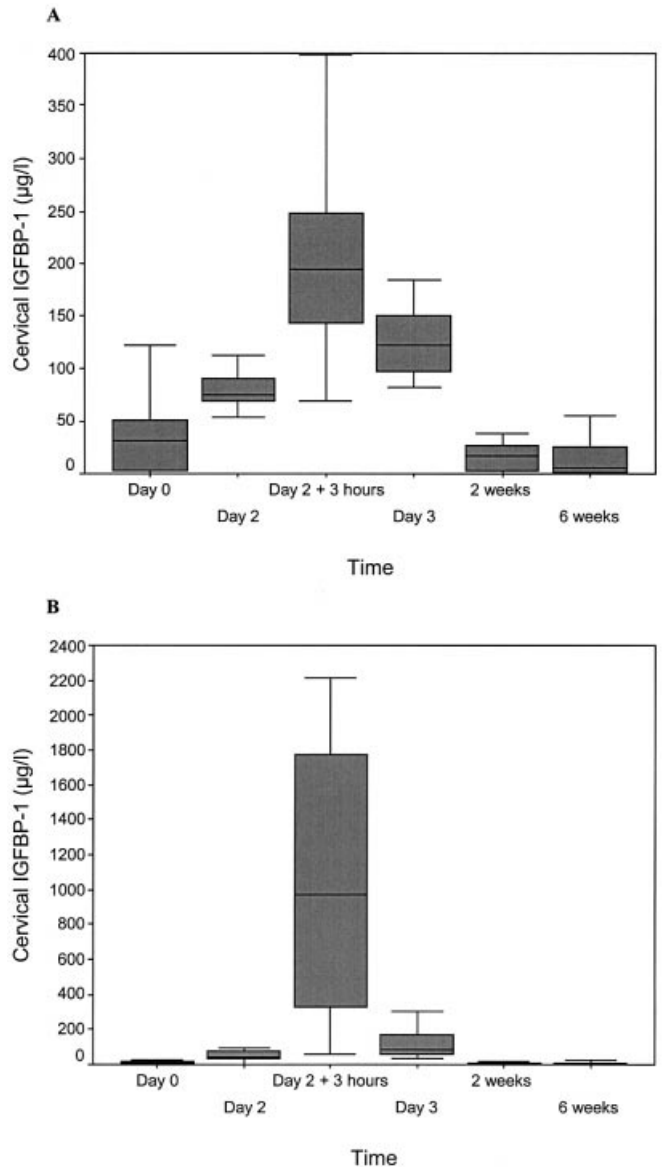 A
400
350
300
250
200
150
100
50
0
Cervical IGFBP-1 (µg/l)
Day 0
Day 2 + 3 hours
2 weeks
Day 2
Day 3
6 weeks
Time
B
2400
2200
2000
1800
1600
1400
1200
1000
800
600
400
200
0
Cervical IGFBP-1 (µg/l)
Day 0
Day 2 + 3 hours
2 weeks
Day 2
Day 3
6 weeks
Time